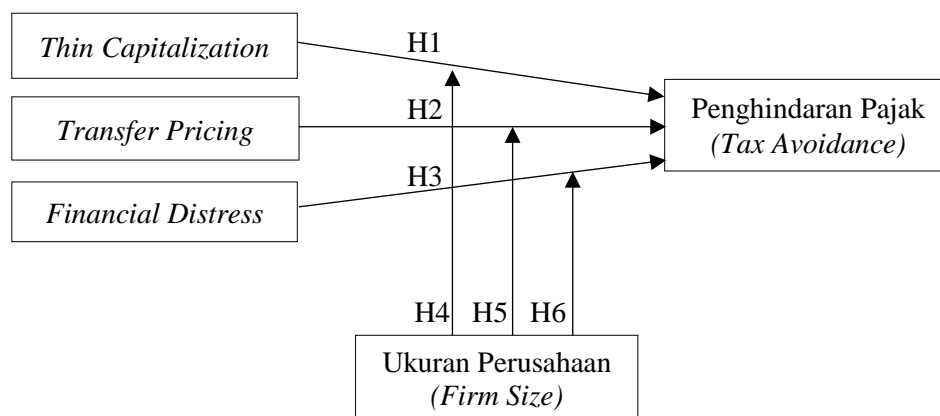 Thin Capitalization
H1
Transfer Pricing
H2
Penghindaran Pajak
(Tax Avoidance)
Financial Distress
H3
H4
H5
H6
Ukuran Perusahaan
(Firm Size)